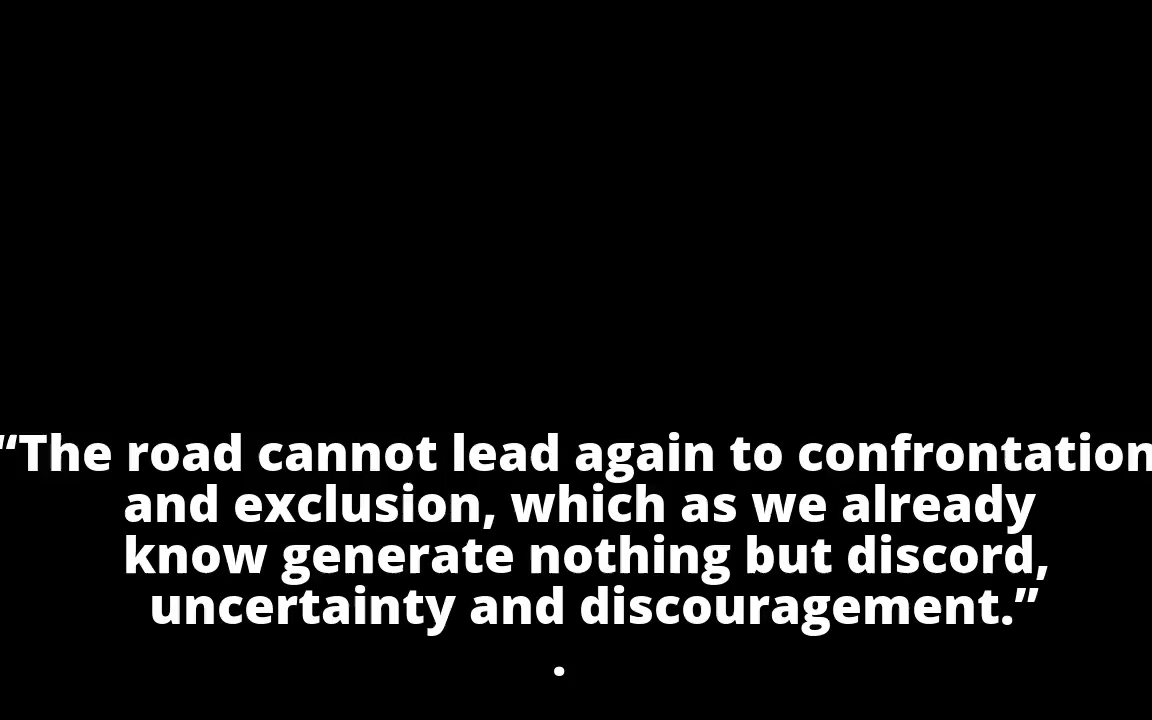 “The road cannot lead again to confrontation
and exclusion, which as we already
know generate nothing but discord,
uncertainty and discouragement.”
.